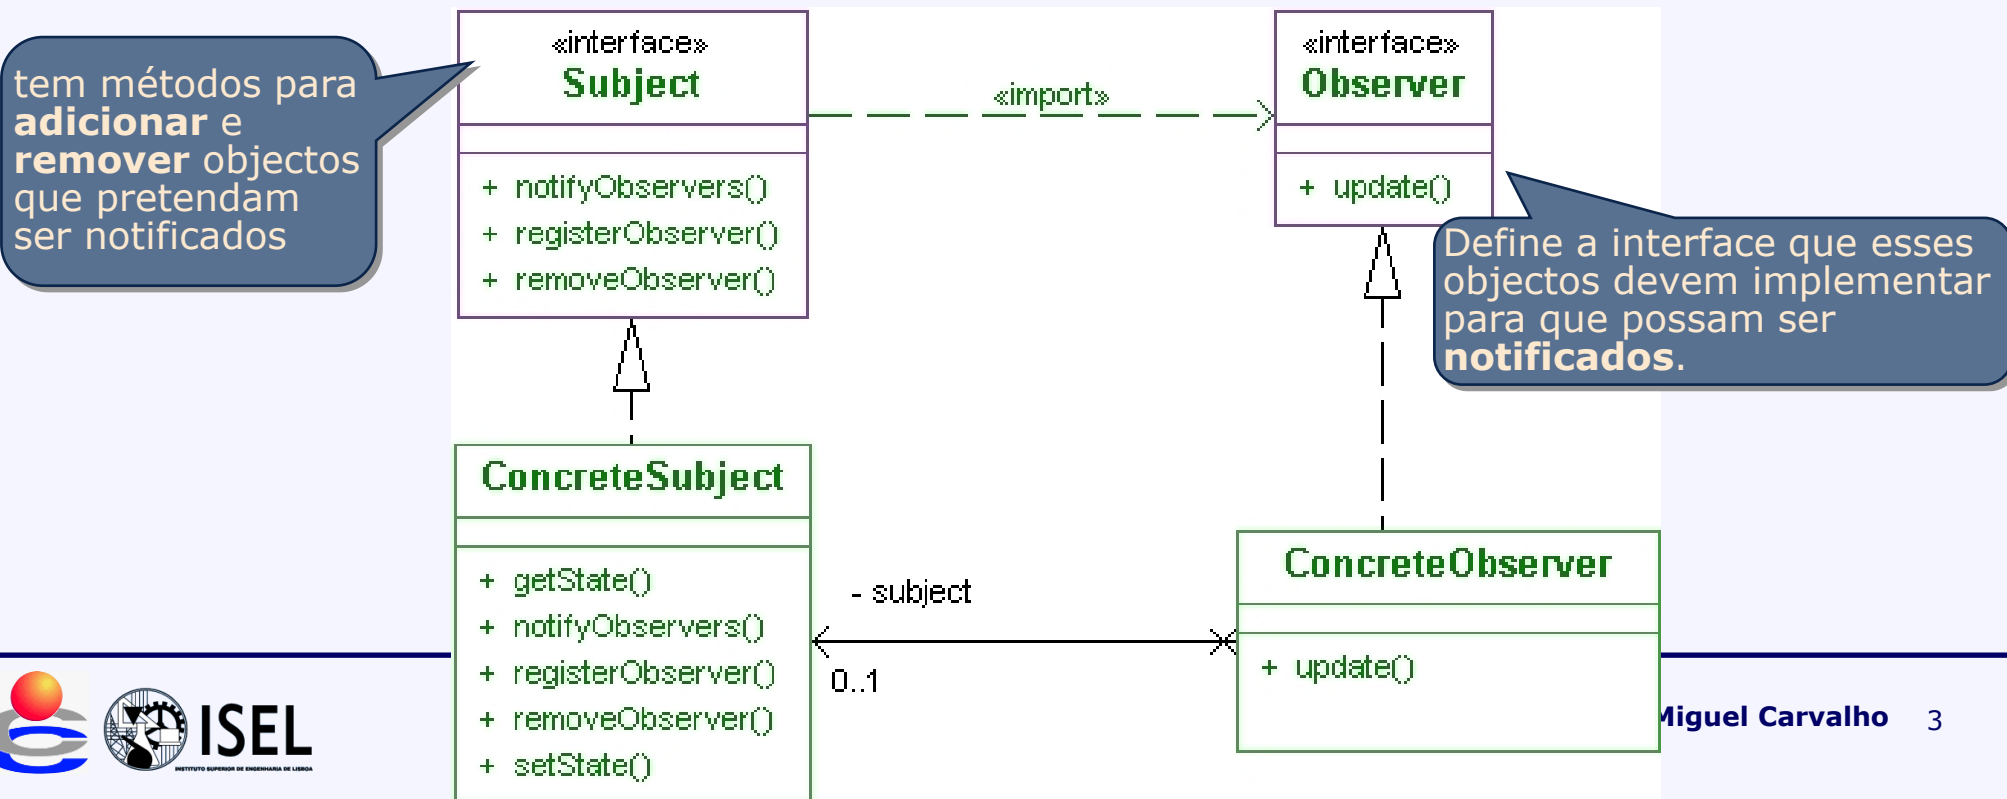 tem métodos para
adicionar e
remover objectos
que pretendam
ser notificados
«interface»
Subject
+ notifyObservers()
+ registerObserver()
+ removeObserver()
«import»
«interface»
Observer
+ update()
Define a interface que esses
objectos devem implementar
para que possam ser
notificados.
ConcreteSubject
+ getState()
+ notifyObservers()
+ registerObserver()
+ removeObserver()
+ setState()
- subject
0..1
ConcreteObserver
+ update()
ISEL
INSTITUTO SUPERIOR DE ENGENHARIA DE LISBOA
Miguel Carvalho 3